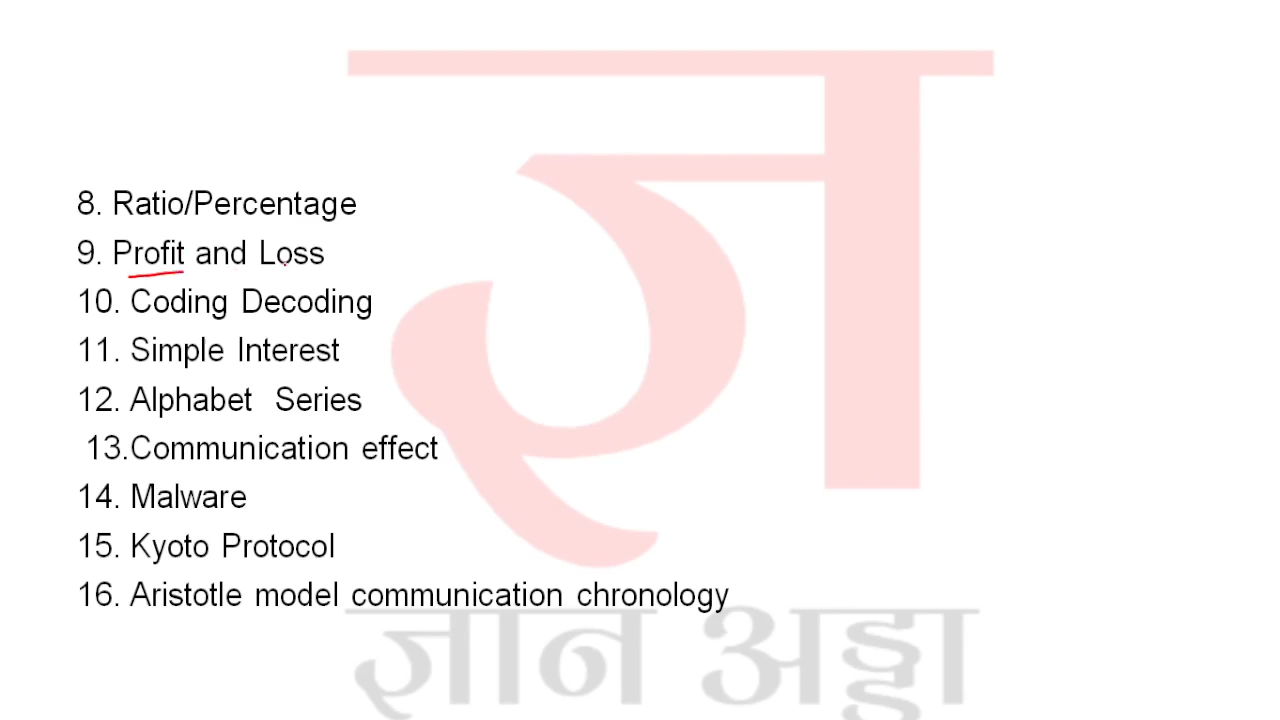 8. Ratio/Percentage
9. Profit and Loss
10. Coding Decoding
11. Simple Interest
12. Alphabet Series
13.Communication effect
14. Malware
15. Kyoto Protocol
16. Aristotle model communication chronology
ज्ञान अड्डा